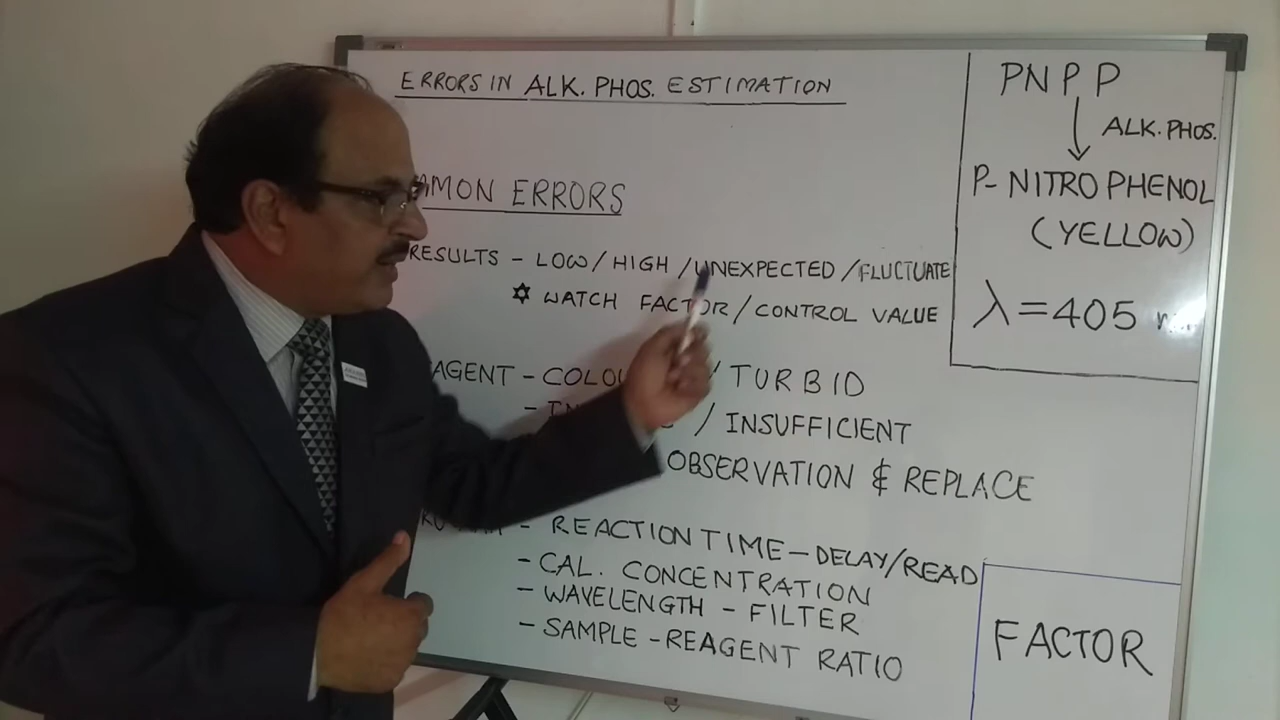 ERRORS IN ALK. PHOS. ESTIMATION
MMON ERRORS
RESULTS - LOW/HIGH/UNEXPECTED/FLUCTUATE
✡ WATCH FACTOR/CONTROL VALUE
AGENT - COLOU / TURBID
- / INSUFFICIENT
OBSERVATION & REPLACE
- REACTION TIME - DELAY/READ
- CAL. CONCENTRATION
- WAVELENGTH - FILTER
- SAMPLE - REAGENT RATIO
PNPP
ALK. PHOS.
P-NITROPHENOL
(YELLOW)
λ = 405
FACTOR